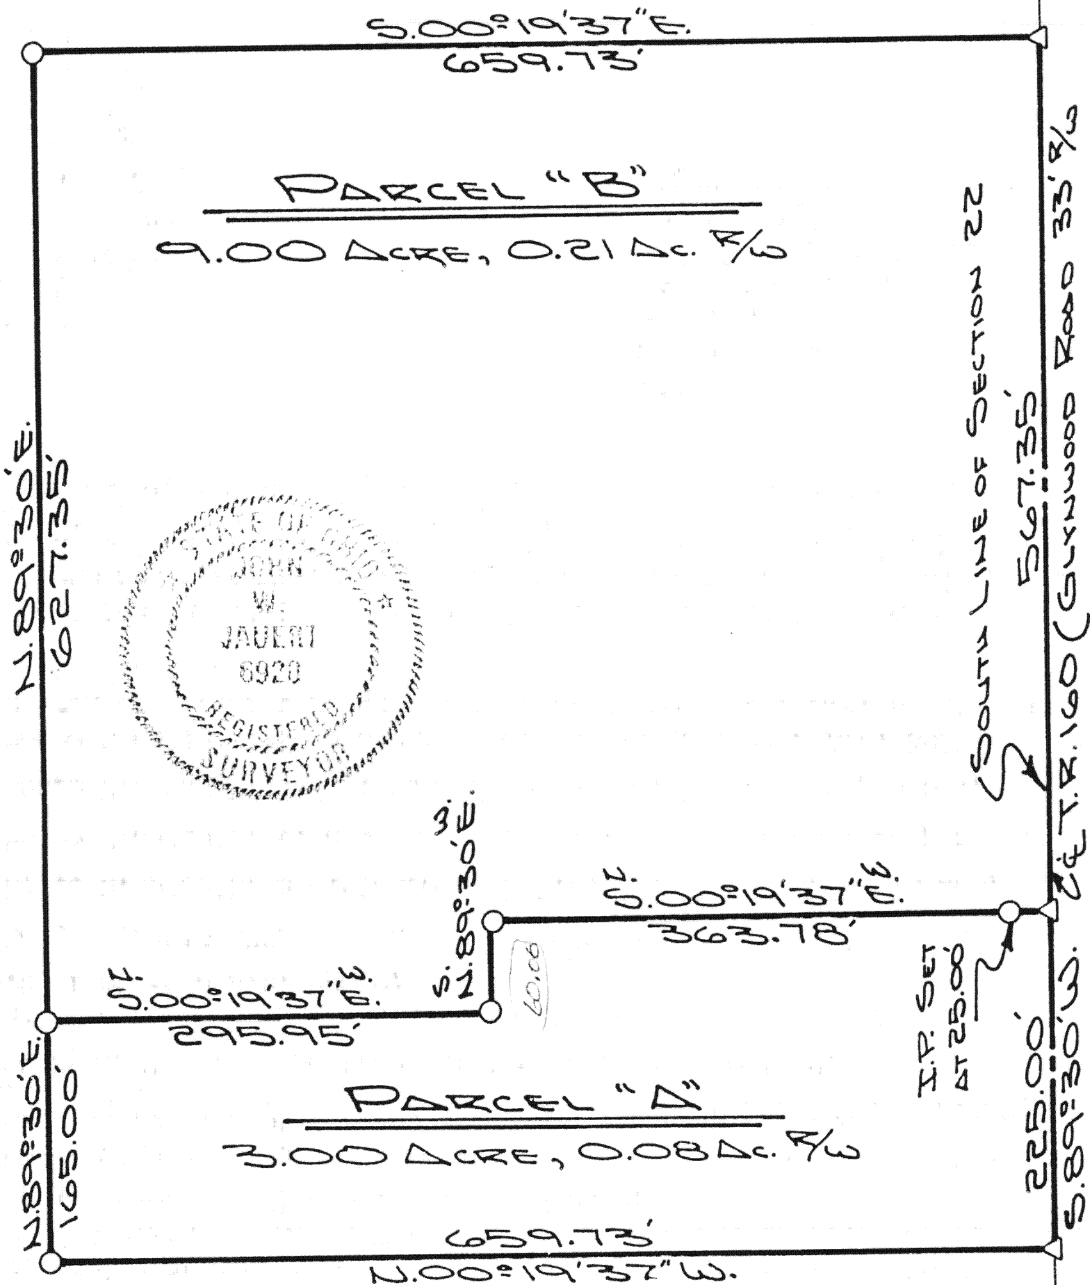 S.00°19'37"E.
659.73'
PARCEL "B"
9.00 ACRE, 0.21 AC. R/W
N.89°30'E.
627.35'
STATE OF OHIO
JOHN
W.
JAUERT
6920
REGISTERED
SURVEYOR
SOUTH LINE OF SECTION 22
567.35'
℄ T.R. 160 (GLYNWOOD ROAD 33' R/W
S. W.
N.89°30'E.
60.00
N. W.
S.00°19'37"E.
363.78'
I.P. SET
AT 25.00'
N. W.
S.00°19'37"E.
295.95'
N.89°30'E.
165.00'
PARCEL "A"
3.00 ACRE, 0.08 AC. R/W
225.00'
S.89°30'W.
659.73'
N.00°19'37"W.